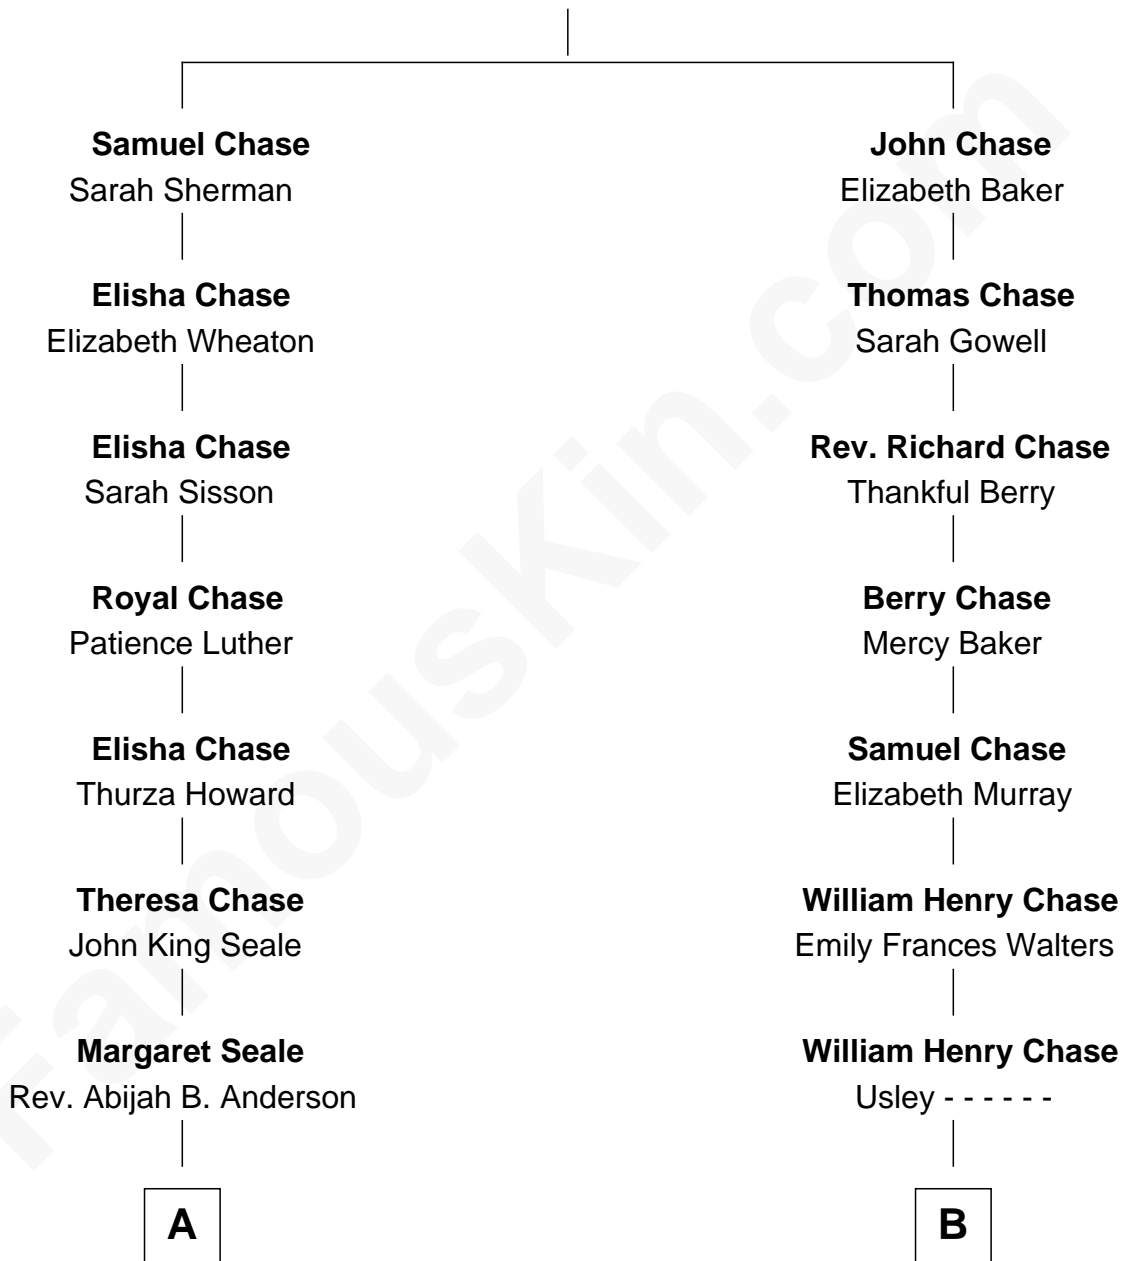 Samuel Chase
Sarah Sherman
Elisha Chase
Elizabeth Wheaton
Elisha Chase
Sarah Sisson
Royal Chase
Patience Luther
Elisha Chase
Thurza Howard
Theresa Chase
John King Seale
Margaret Seale
Rev. Abijah B. Anderson
A
John Chase
Elizabeth Baker
Thomas Chase
Sarah Gowell
Rev. Richard Chase
Thankful Berry
Berry Chase
Mercy Baker
Samuel Chase
Elizabeth Murray
William Henry Chase
Emily Frances Walters
William Henry Chase
Usley - - - - - -
B
FamousKin.com